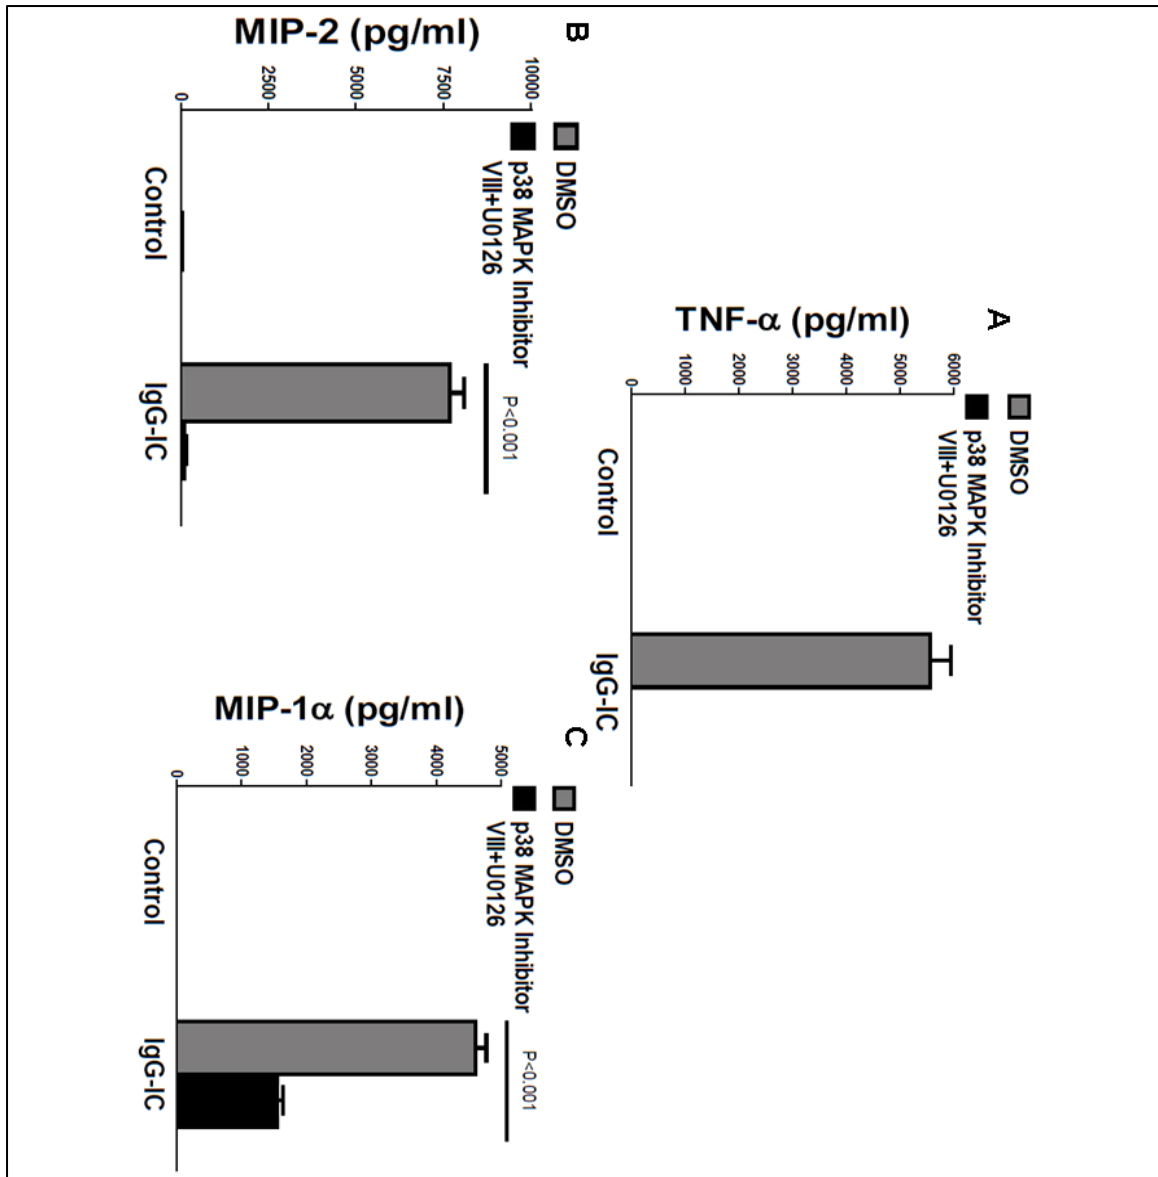 A
DMSO
p38 MAPK Inhibitor
VIII+U0126
TNF-α (pg/ml)
6000
5000
4000
3000
2000
1000
0
Control
IgG-IC
B
DMSO
p38 MAPK Inhibitor
VIII+U0126
MIP-2 (pg/ml)
10000
7500
5000
2500
0
P<0.001
Control
IgG-IC
C
DMSO
p38 MAPK Inhibitor
VIII+U0126
MIP-1α (pg/ml)
5000
4000
3000
2000
1000
0
P<0.001
Control
IgG-IC